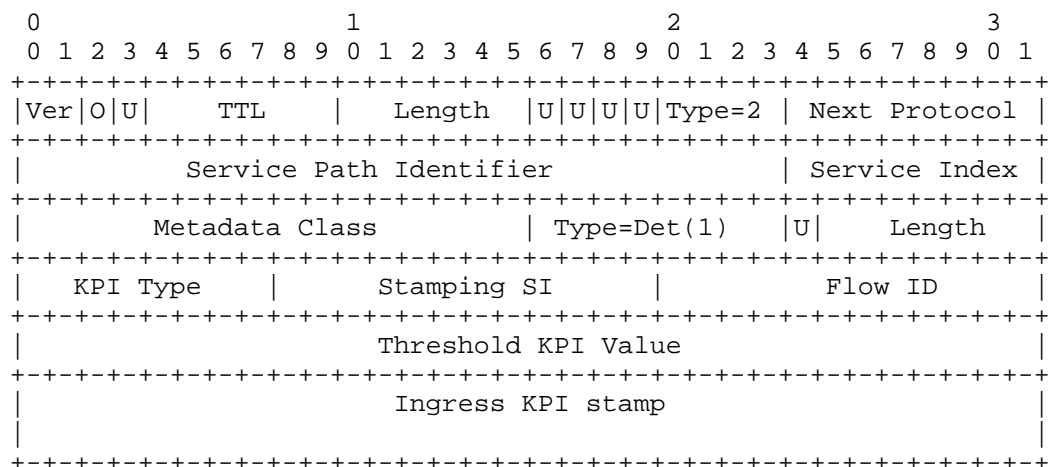 0                   1                   2                   3
 0 1 2 3 4 5 6 7 8 9 0 1 2 3 4 5 6 7 8 9 0 1 2 3 4 5 6 7 8 9 0 1
+-+-+-+-+-+-+-+-+-+-+-+-+-+-+-+-+-+-+-+-+-+-+-+-+-+-+-+-+-+-+-+-+
|Ver|O|U|    TTL    |   Length  |U|U|U|U|Type=2 | Next Protocol |
+-+-+-+-+-+-+-+-+-+-+-+-+-+-+-+-+-+-+-+-+-+-+-+-+-+-+-+-+-+-+-+-+
|          Service Path Identifier              | Service Index |
+-+-+-+-+-+-+-+-+-+-+-+-+-+-+-+-+-+-+-+-+-+-+-+-+-+-+-+-+-+-+-+-+
|        Metadata Class         | Type=Det(1)   |U|    Length   |
+-+-+-+-+-+-+-+-+-+-+-+-+-+-+-+-+-+-+-+-+-+-+-+-+-+-+-+-+-+-+-+-+
|   KPI Type    |      Stamping SI      |          Flow ID      |
+-+-+-+-+-+-+-+-+-+-+-+-+-+-+-+-+-+-+-+-+-+-+-+-+-+-+-+-+-+-+-+-+
|                      Threshold KPI Value                      |
+-+-+-+-+-+-+-+-+-+-+-+-+-+-+-+-+-+-+-+-+-+-+-+-+-+-+-+-+-+-+-+-+
|                       Ingress KPI stamp                       |
|                                                               |
+-+-+-+-+-+-+-+-+-+-+-+-+-+-+-+-+-+-+-+-+-+-+-+-+-+-+-+-+-+-+-+-+